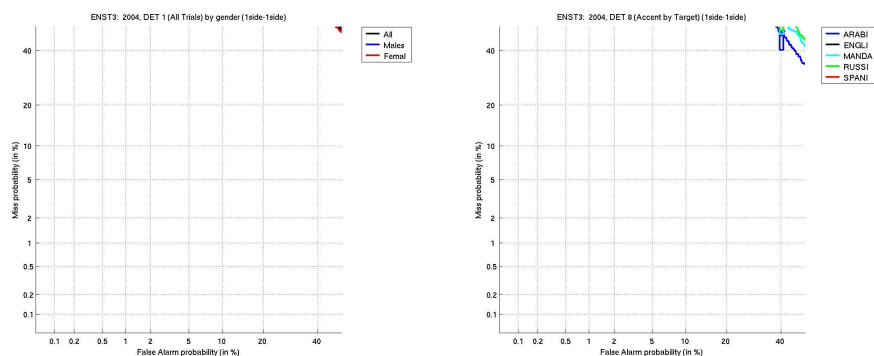 ENST3: 2004, DET 1 (All Trials) by gender (1side-1side)
All
Males
Femal
40
20
10
5
2
1
0.5
0.2
0.1
Miss probability (in %)
0.1 0.2 0.5 1 2 5 10 20 40
False Alarm probability (in %)
ENST3: 2004, DET 8 (Accent by Target) (1side-1side)
ARABI
ENGLI
MANDA
RUSSI
SPANI
40
20
10
5
2
1
0.5
0.2
0.1
Miss probability (in %)
0.1 0.2 0.5 1 2 5 10 20 40
False Alarm probability (in %)